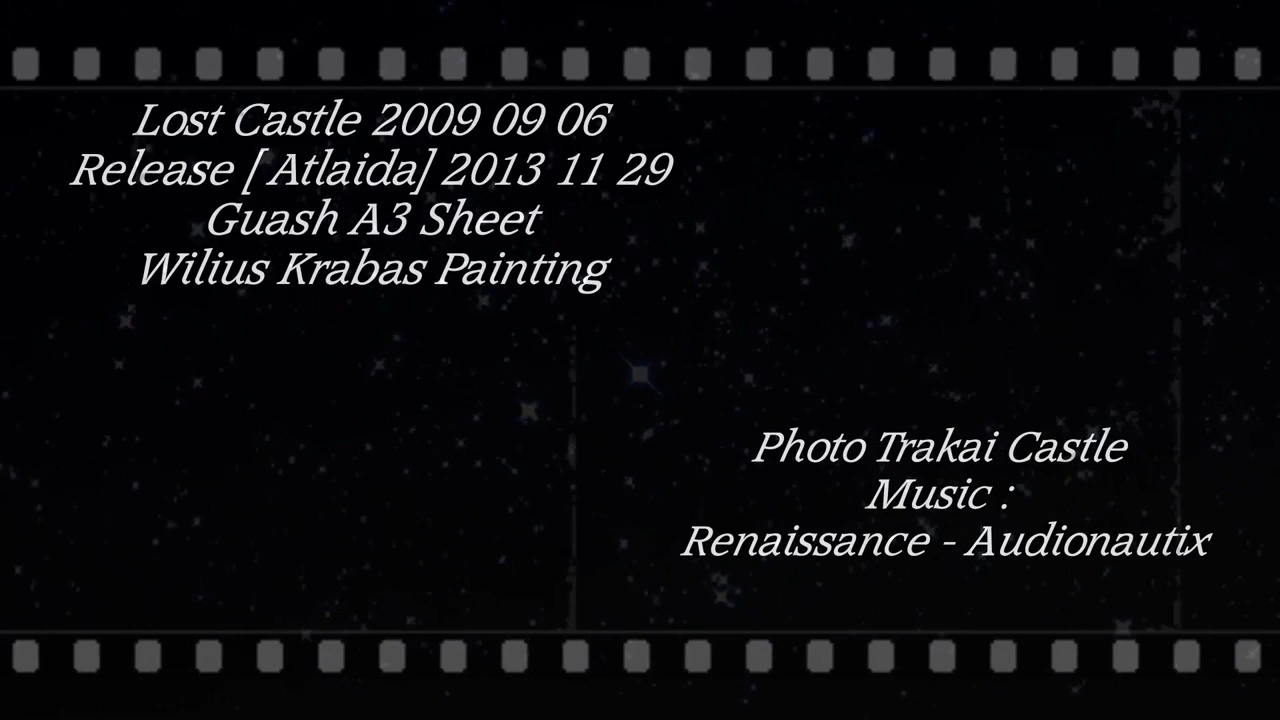 Lost Castle 2009 09 06
Release [ Atlaida] 2013 11 29
Guash A3 Sheet
Wilius Krabas Painting
Photo Trakai Castle
Music :
Renaissance - Audionautix